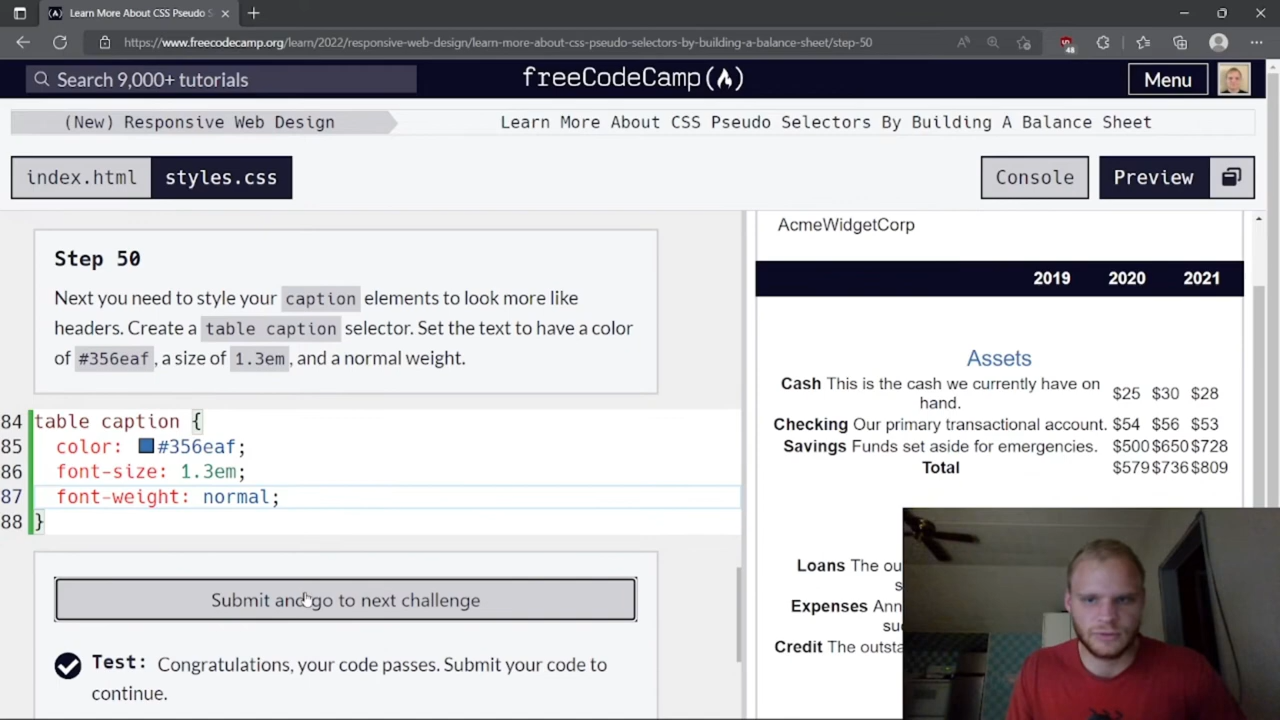 Learn More About CSS Pseudo S
https://www.freecodecamp.org/learn/2022/responsive-web-design/learn-more-about-css-pseudo-selectors-by-building-a-balance-sheet/step-50
48
Search 9,000+ tutorials
freeCodeCamp
Menu
(New) Responsive Web Design
Learn More About CSS Pseudo Selectors By Building A Balance Sheet
index.html
styles.css
Console
Preview
Step 50
Next you need to style your caption elements to look more like
headers. Create a table caption selector. Set the text to have a color
of #356eaf, a size of 1.3em, and a normal weight.
84 table caption {
85 color: #356eaf;
86 font-size: 1.3em;
87 font-weight: normal;
88 }
Submit and go to next challenge
Test: Congratulations, your code passes. Submit your code to
continue.
AcmeWidgetCorp
2019 2020 2021
Assets
Cash This is the cash we currently have on
hand. $25 $30 $28
Checking Our primary transactional account. $54 $56 $53
Savings Funds set aside for emergencies. $500 $650 $728
Total $579 $736 $809
Loans The ou
s
Expenses Ann
suc
Credit The outsta